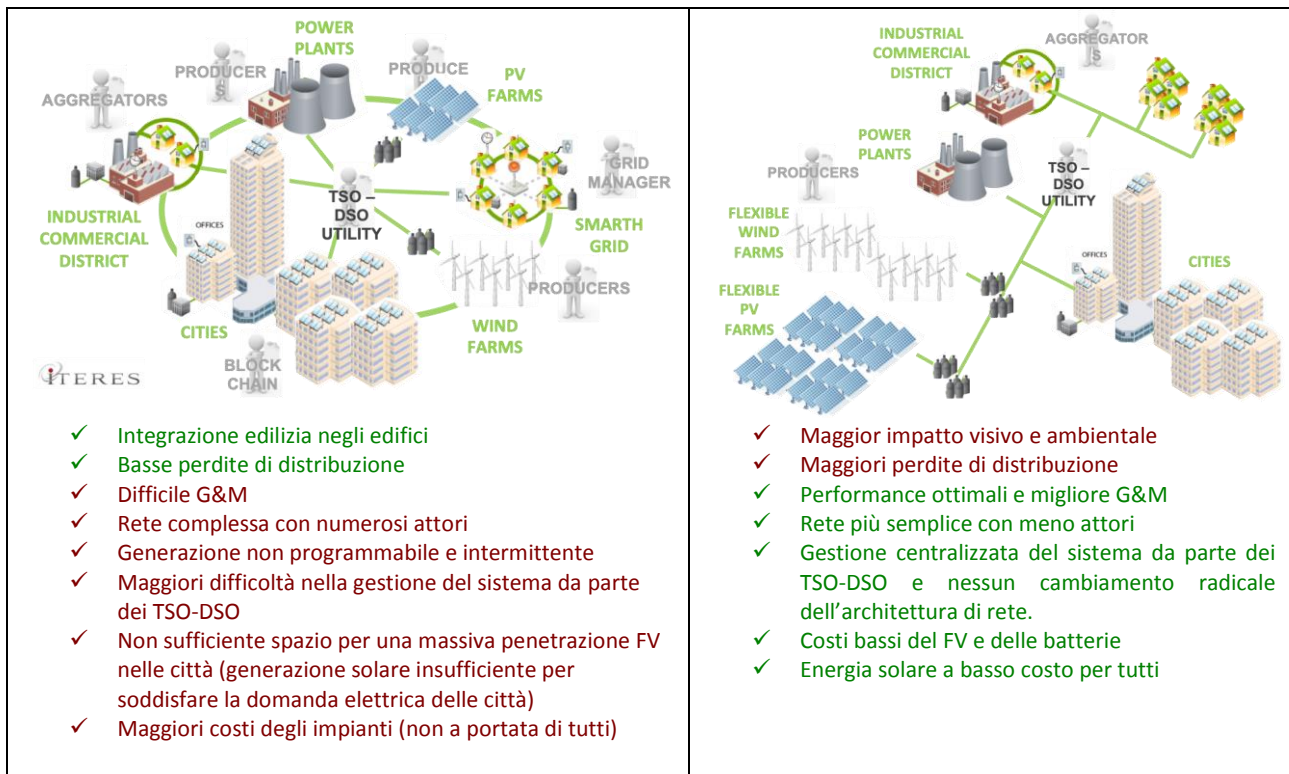 POWER
PLANTS
PRODUCER
S
PRODUCE
PV
FARMS
AGGREGATORS
GRID
MANAGER
TSO –
DSO
UTILITY
INDUSTRIAL
COMMERCIAL
DISTRICT
OFFICES
SMARTH
GRID
PRODUCERS
CITIES
WIND
FARMS
BLOCK
CHAIN
ITERES
✓ Integrazione edilizia negli edifici
✓ Basse perdite di distribuzione
✓ Difficile G&M
✓ Rete complessa con numerosi attori
✓ Generazione non programmabile e intermittente
✓ Maggiori difficoltà nella gestione del sistema da parte
dei TSO-DSO
✓ Non sufficiente spazio per una massiva penetrazione FV
nelle città (generazione solare insufficiente per
soddisfare la domanda elettrica delle città)
✓ Maggiori costi degli impianti (non a portata di tutti)
INDUSTRIAL
COMMERCIAL
DISTRICT
AGGREGATOR
S
POWER
PLANTS
PRODUCERS
TSO –
DSO
UTILITY
FLEXIBLE
WIND
FARMS
OFFICES
CITIES
FLEXIBLE
PV
FARMS
✓ Maggior impatto visivo e ambientale
✓ Maggiori perdite di distribuzione
✓ Performance ottimali e migliore G&M
✓ Rete più semplice con meno attori
✓ Gestione centralizzata del sistema da parte dei
TSO-DSO e nessun cambiamento radicale
dell’architettura di rete.
✓ Costi bassi del FV e delle batterie
✓ Energia solare a basso costo per tutti